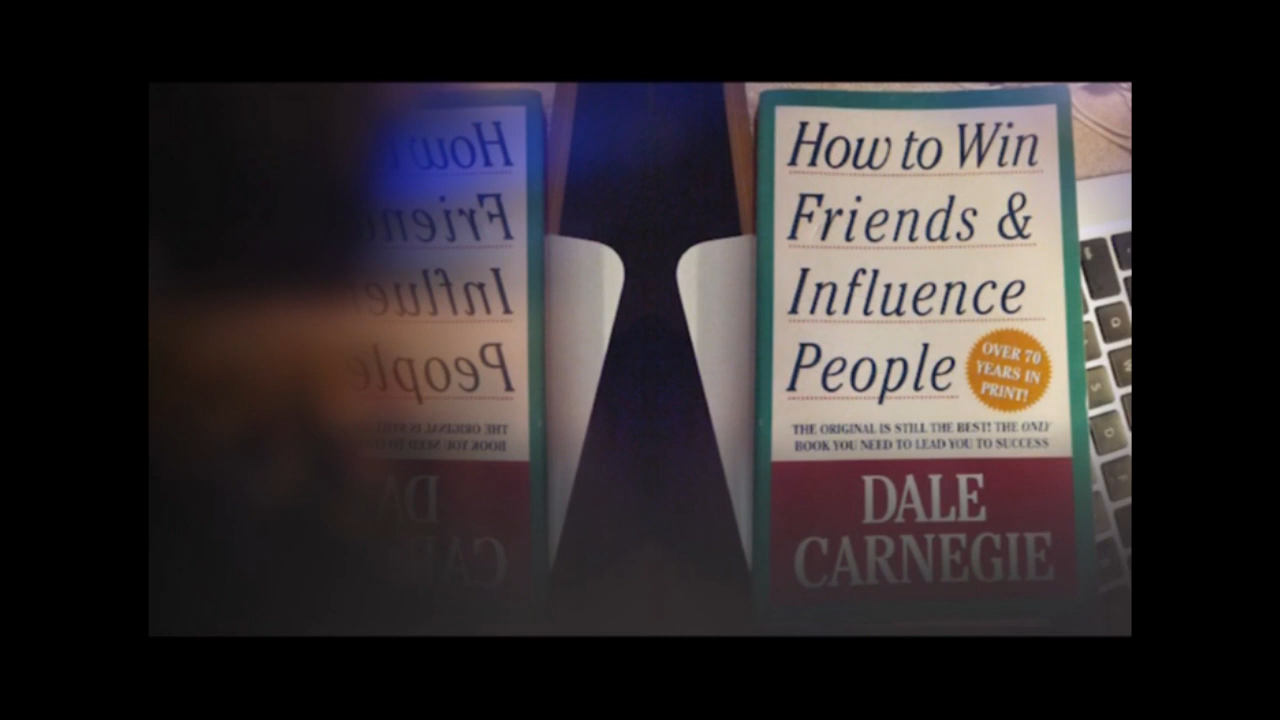 How to Win
Friends &
Influence
People
OVER 70
YEARS IN
PRINT!
THE ORIGINAL IS STILL THE BEST! THE ONLY
BOOK YOU NEED TO LEAD YOU TO SUCCESS
DALE
CARNEGIE